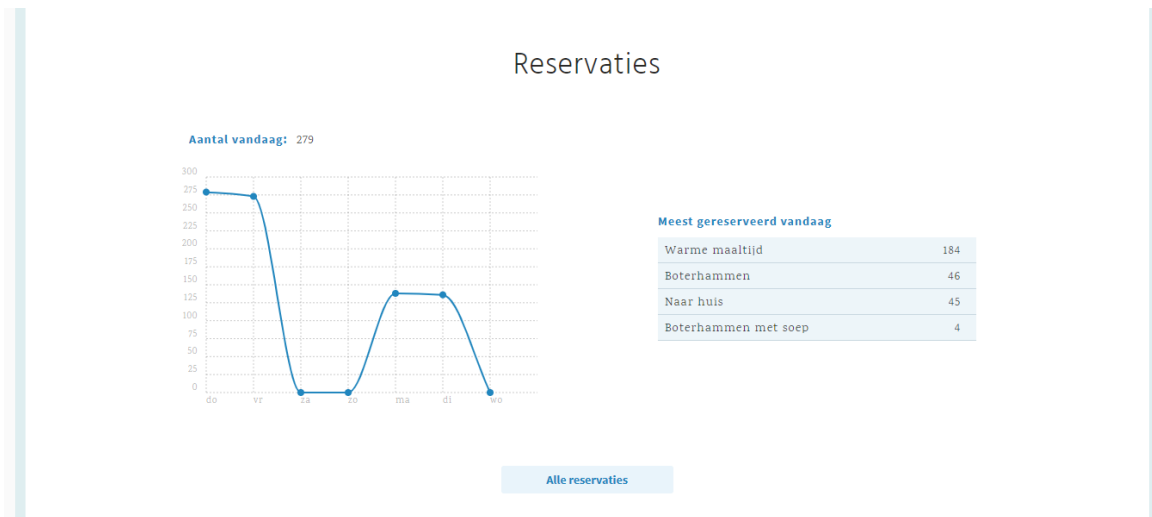 Reservaties
Aantal vandaag: 279
300
275
250
225
200
175
150
125
100
75
50
25
0
do vr za zo ma di wo
Meest gereserveerd vandaag
Warme maaltijd 184
Boterhammen 46
Naar huis 45
Boterhammen met soep 4
Alle reservaties